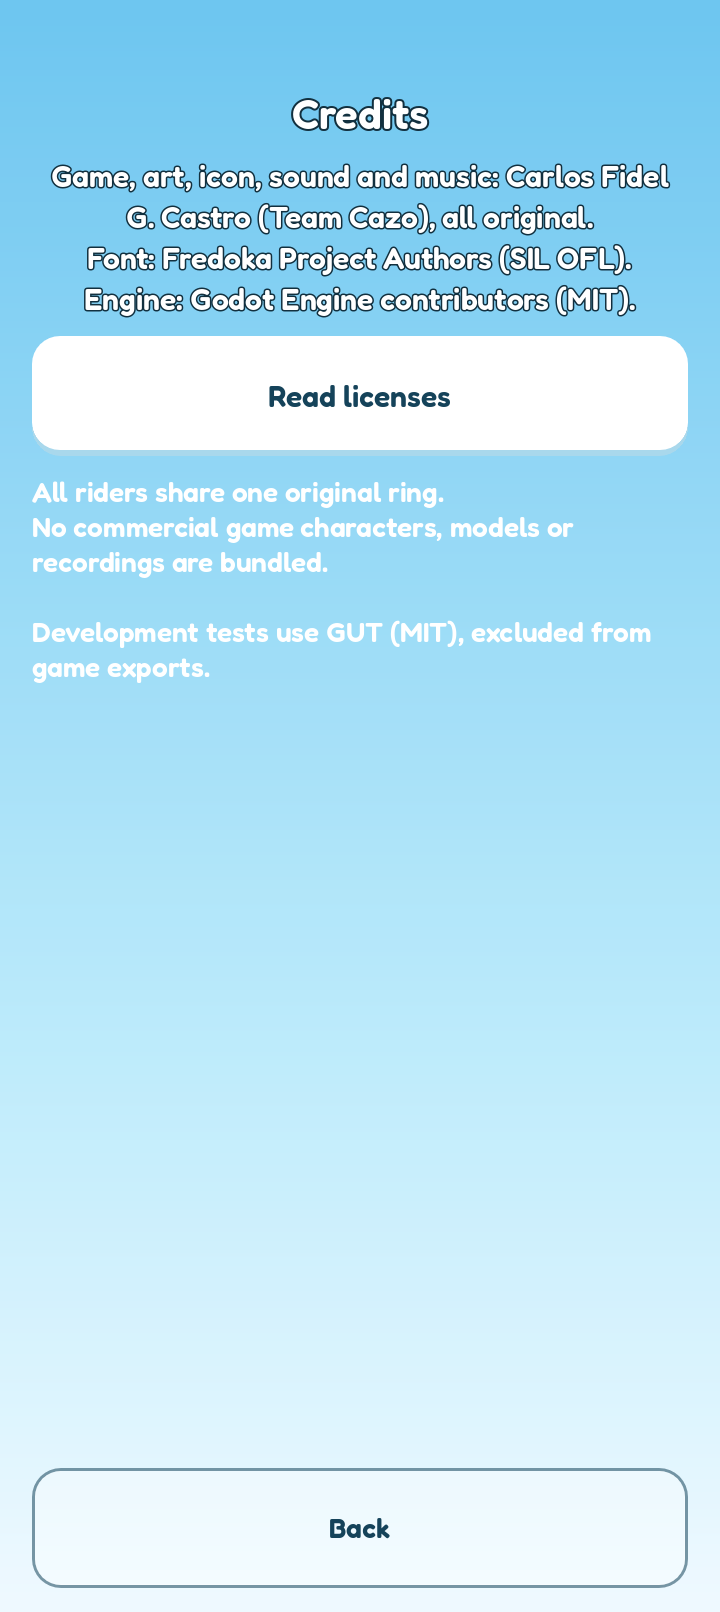 Credits
Game, art, icon, sound and music: Carlos Fidel
G. Castro (Team Cazo), all original.
Font: Fredoka Project Authors (SIL OFL).
Engine: Godot Engine contributors (MIT).
Read licenses
All riders share one original ring.
No commercial game characters, models or
recordings are bundled.
Development tests use GUT (MIT), excluded from
game exports.
Back